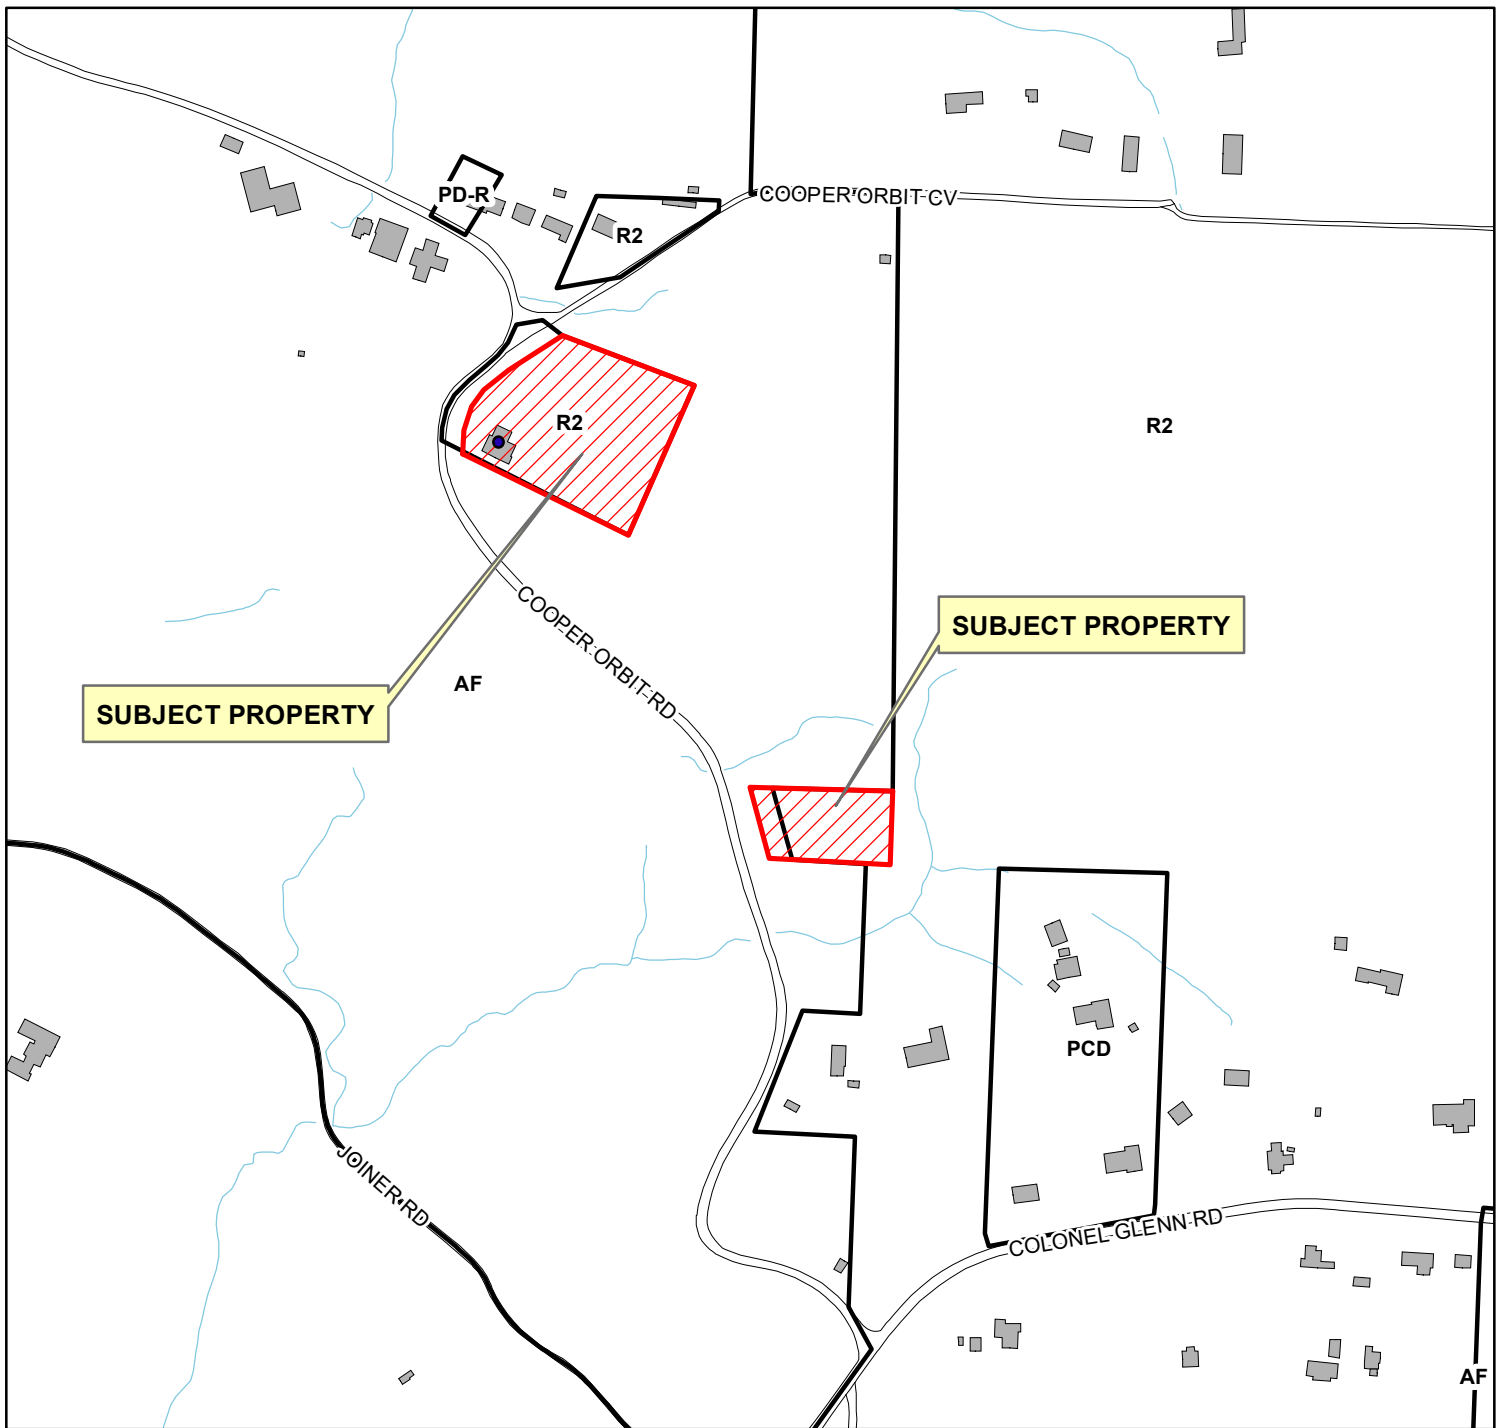 PD-R
COOPER ORBIT CV
R2
R2
R2
COOPER ORBIT RD
SUBJECT PROPERTY
AF
SUBJECT PROPERTY
PCD
JOINER RD
COLONEL GLENN RD
AF